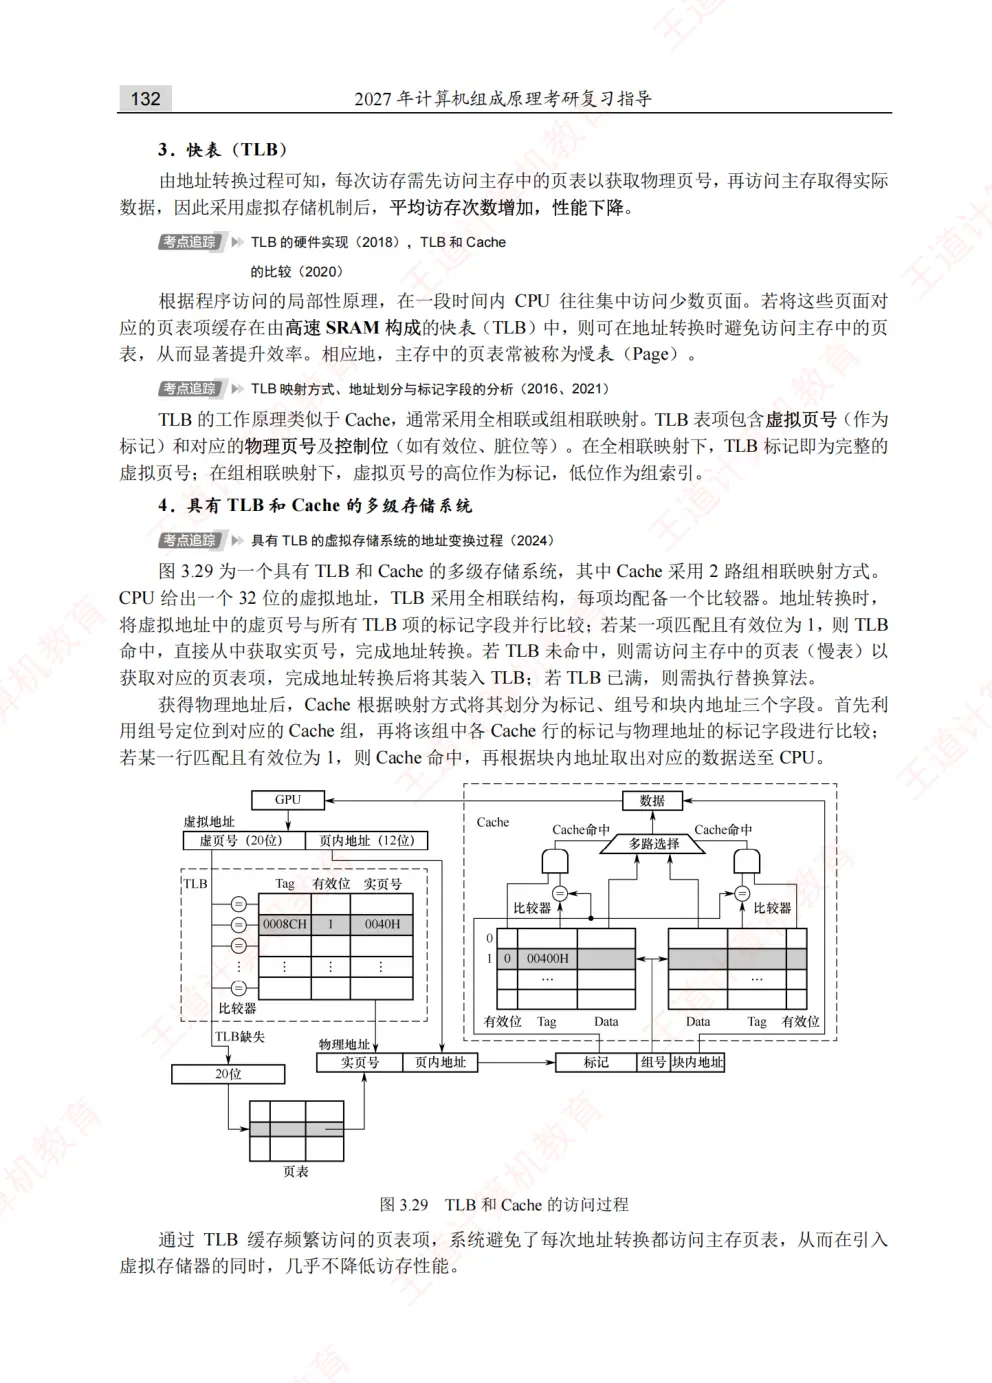 132
2027 年计算机组成原理考研复习指导
3．快表（TLB）
由地址转换过程可知，每次访存需先访问主存中的页表以获取物理页号，再访问主存取得实际
数据，因此采用虚拟存储机制后，平均访存次数增加，性能下降。
考点追踪 TLB 的硬件实现（2018），TLB 和 Cache
的比较（2020）
根据程序访问的局部性原理，在一段时间内 CPU 往往集中访问少数页面。若将这些页面对
应的页表项缓存在由高速 SRAM 构成的快表（TLB）中，则可在地址转换时避免访问主存中的页
表，从而显著提升效率。相应地，主存中的页表常被称为慢表（Page）。
考点追踪 TLB 映射方式、地址划分与标记字段的分析（2016、2021）
TLB 的工作原理类似于 Cache，通常采用全相联或组相联映射。TLB 表项包含虚拟页号（作为
标记）和对应的物理页号及控制位（如有效位、脏位等）。在全相联映射下，TLB 标记即为完整的
虚拟页号；在组相联映射下，虚拟页号的高位作为标记，低位作为组索引。
4．具有 TLB 和 Cache 的多级存储系统
考点追踪 具有 TLB 的虚拟存储系统的地址变换过程（2024）
图 3.29 为一个具有 TLB 和 Cache 的多级存储系统，其中 Cache 采用 2 路组相联映射方式。
CPU 给出一个 32 位的虚拟地址，TLB 采用全相联结构，每项均配备一个比较器。地址转换时，
将虚拟地址中的虚页号与所有 TLB 项的标记字段并行比较；若某一项匹配且有效位为 1，则 TLB
命中，直接从中获取实页号，完成地址转换。若 TLB 未命中，则需访问主存中的页表（慢表）以
获取对应的页表项，完成地址转换后将其装入 TLB；若 TLB 已满，则需执行替换算法。
获得物理地址后，Cache 根据映射方式将其划分为标记、组号和块内地址三个字段。首先利
用组号定位到对应的 Cache 组，再将该组中各 Cache 行的标记与物理地址的标记字段进行比较；
若某一行匹配且有效位为 1，则 Cache 命中，再根据块内地址取出对应的数据送至 CPU。
GPU
数据
虚拟地址
Cache
虚页号（20位）
页内地址（12位）
Cache命中
多路选择
Cache命中
TLB
Tag 有效位 实页号
=
=
=
0008CH 1 0040H
=
=
⋮ ⋮ ⋮ ⋮
=
比较器
比较器
比较器
0
1 0 00400H
…
…
有效位 Tag Data
Data Tag 有效位
TLB缺失
物理地址
实页号 页内地址
标记 组号 块内地址
20位
页表
图 3.29 TLB 和 Cache 的访问过程
通过 TLB 缓存频繁访问的页表项，系统避免了每次地址转换都访问主存页表，从而在引入
虚拟存储器的同时，几乎不降低访存性能。
王道计算机教育